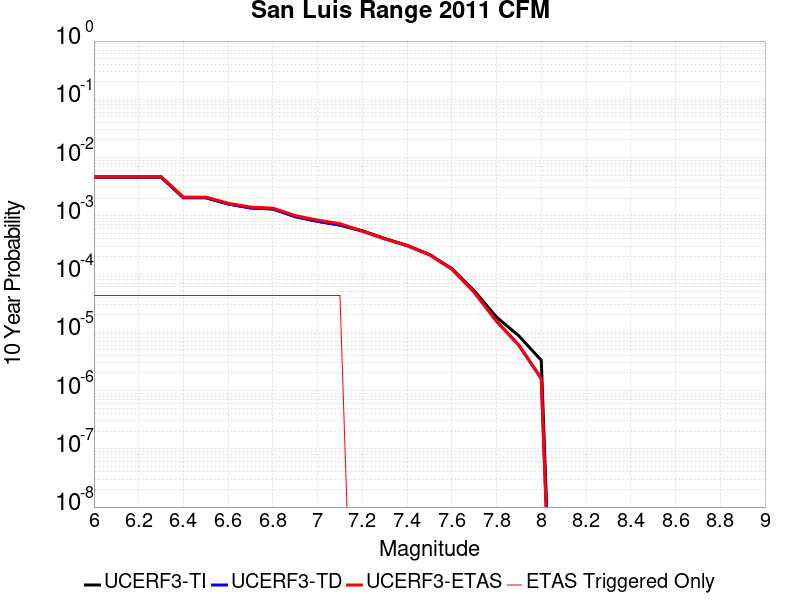 San Luis Range 2011 CFM
10^0
10^-1
10^-2
10^-3
10^-4
10^-5
10^-6
10^-7
10^-8
10 Year Probability
6 6.2 6.4 6.6 6.8 7 7.2 7.4 7.6 7.8 8 8.2 8.4 8.6 8.8 9
Magnitude
UCERF3-TI UCERF3-TD UCERF3-ETAS ETAS Triggered Only